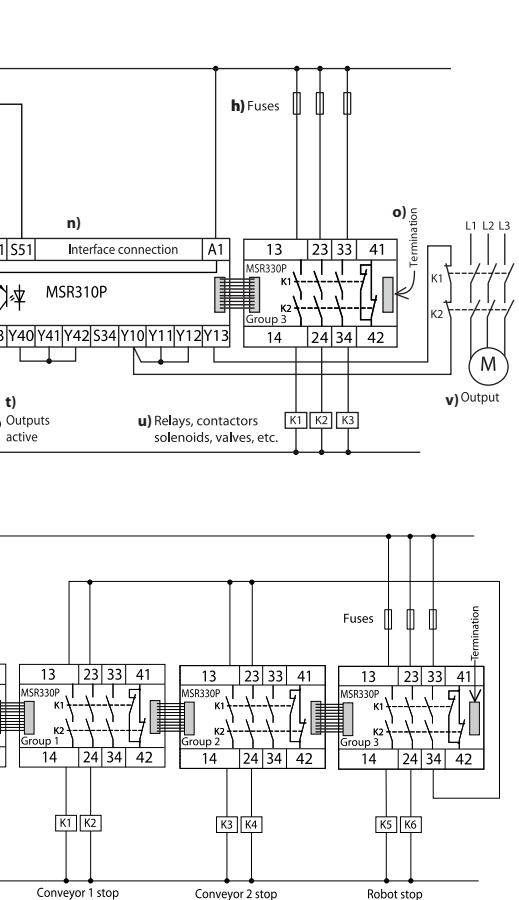 h) Fuses
n)
o)
Termination
L1 L2 L3
1 S51 Interface connection A1
13 23 33 41
MSR330P
K1
K2
Group 3
MSR310P
K1
K2
3 Y40 Y41 Y42 S34 Y10 Y11 Y12 Y13
14 24 34 42
M
v) Output
t)
Outputs
active
u) Relays, contactors
solenoids, valves, etc.
K1 K2 K3
Fuses
Termination
13 23 33 41
MSR330P
K1
K2
Group 1
14 24 34 42
13 23 33 41
MSR330P
K1
K2
Group 2
14 24 34 42
13 23 33 41
MSR330P
K1
K2
Group 3
14 24 34 42
K1 K2
K3 K4
K5 K6
Conveyor 1 stop
Conveyor 2 stop
Robot stop